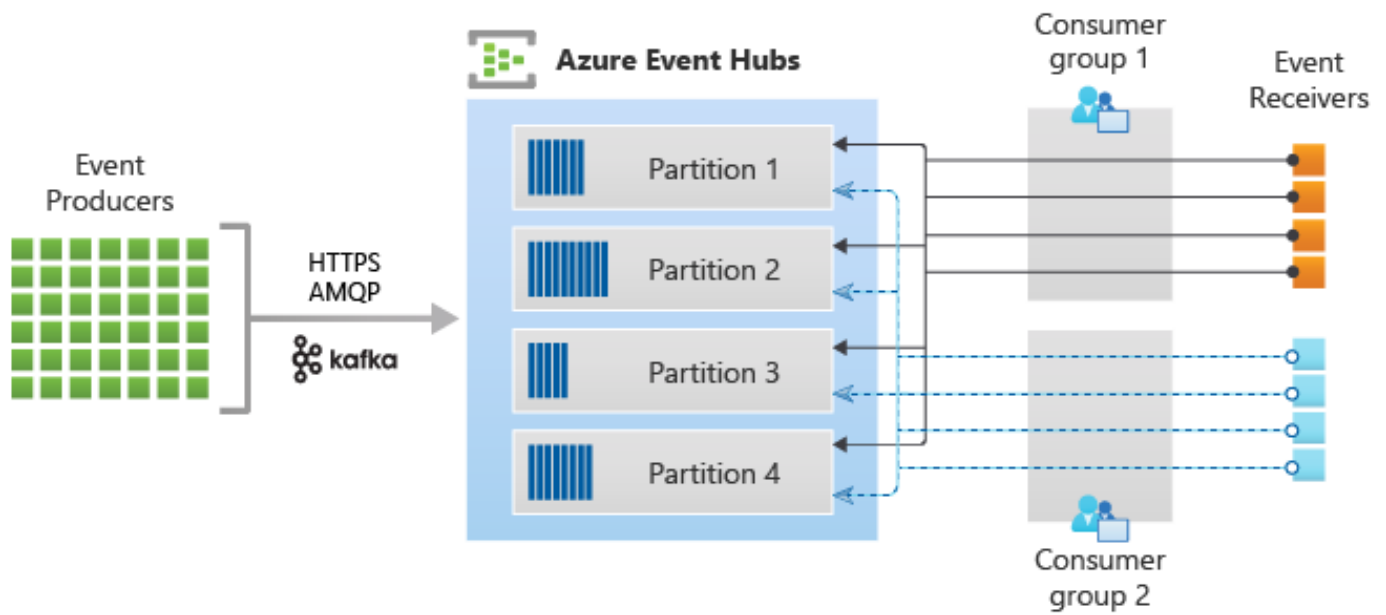 Azure Event Hubs
Event
Producers
HTTPS
AMQP
kafka
Partition 1
Partition 2
Partition 3
Partition 4
Consumer
group 1
Event
Receivers
Consumer
group 2